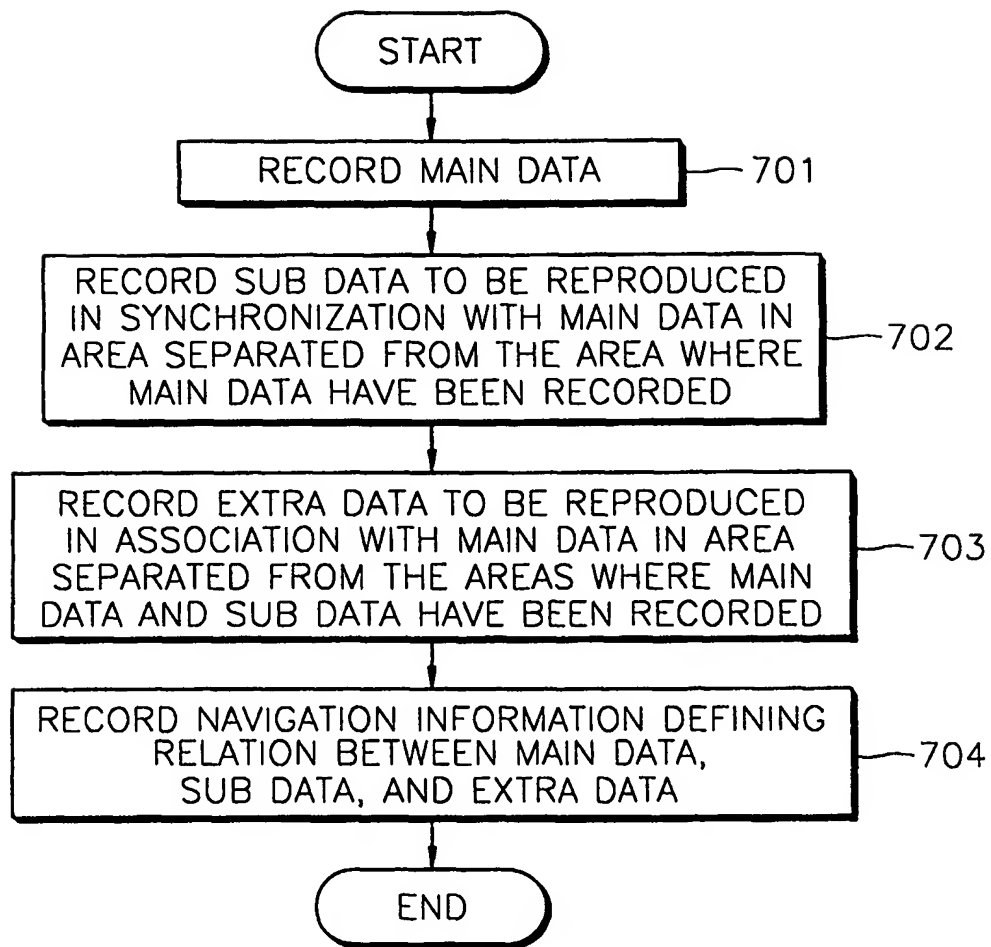 START
RECORD MAIN DATA
701
RECORD SUB DATA TO BE REPRODUCED
IN SYNCHRONIZATION WITH MAIN DATA IN
AREA SEPARATED FROM THE AREA WHERE
MAIN DATA HAVE BEEN RECORDED
702
RECORD EXTRA DATA TO BE REPRODUCED
IN ASSOCIATION WITH MAIN DATA IN AREA
SEPARATED FROM THE AREAS WHERE MAIN
DATA AND SUB DATA HAVE BEEN RECORDED
703
RECORD NAVIGATION INFORMATION DEFINING
RELATION BETWEEN MAIN DATA,
SUB DATA, AND EXTRA DATA
704
END